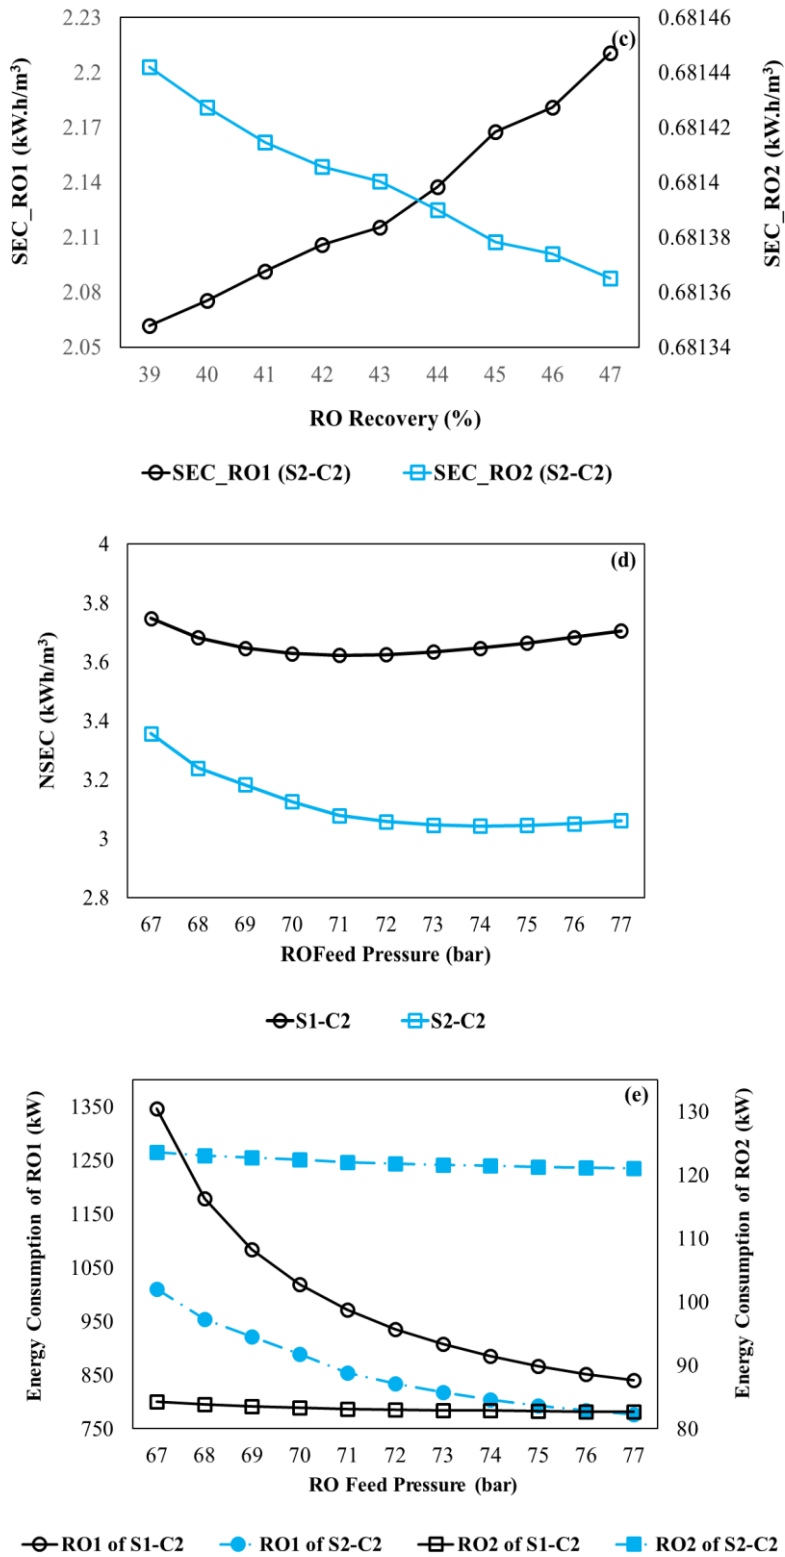 (c)
SEC_RO1 (kW.h/m³)
2.23
2.2
2.17
2.14
2.11
2.08
2.05
0.68146
0.68144
0.68142
0.6814
0.68138
0.68136
0.68134
SEC_RO2 (kW.h/m³)
39 40 41 42 43 44 45 46 47
RO Recovery (%)
SEC_RO1 (S2-C2) SEC_RO2 (S2-C2)
(d)
NSEC (kWh/m³)
4
3.8
3.6
3.4
3.2
3
2.8
67 68 69 70 71 72 73 74 75 76 77
ROFeed Pressure (bar)
S1-C2 S2-C2
(e)
Energy Consumption of RO1 (kW)
1350
1250
1150
1050
950
850
750
130
120
110
100
90
80
Energy Consumption of RO2 (kW)
67 68 69 70 71 72 73 74 75 76 77
RO Feed Pressure (bar)
RO1 of S1-C2 RO1 of S2-C2 RO2 of S1-C2 RO2 of S2-C2